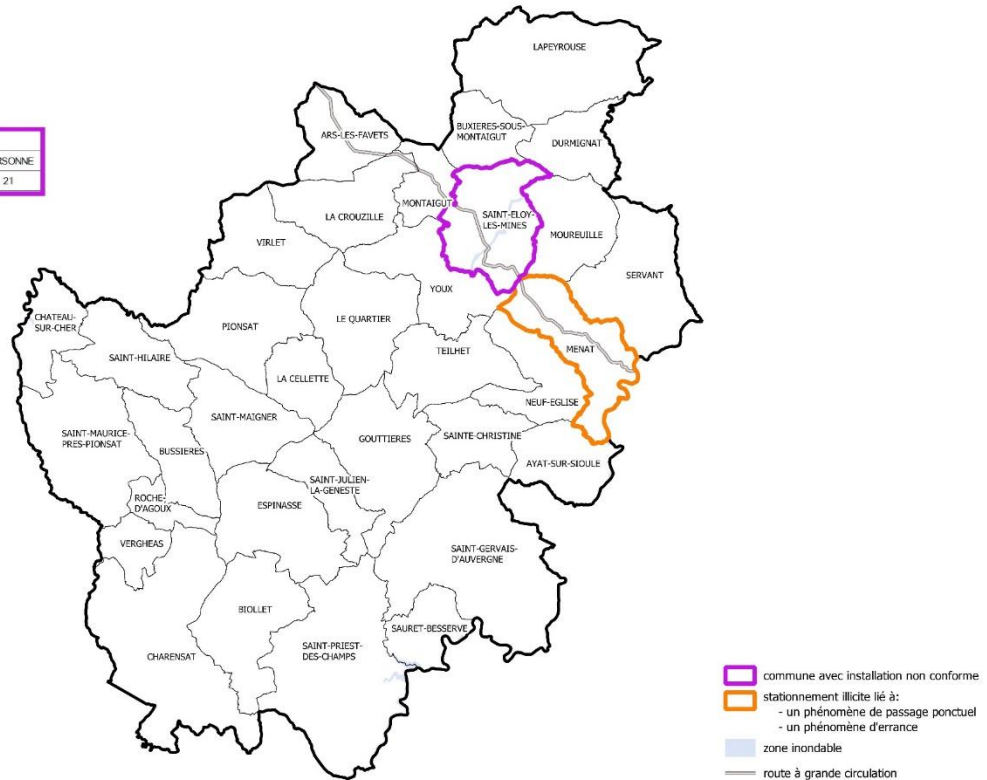 LAPEYROUSE
ARS-LES-FAVETS
BUXIERES-SOUS-
MONTAIGUT
DURMIGNAT
21
MONTAIGUT
LA CROUZILLE
SAINT-ELOY-
LES-MINES
MOUREUILLE
VIRLET
SERVANT
YOUX
CHATEAU-
SUR-CHER
PIONSAT
LE QUARTIER
SAINT-HILAIRE
TEILHET
MENAT
LA CELLETTE
NEUF-EGLISE
SAINT-MAIGNER
SAINT-MAURICE-
PRES-PIONSAT
BUSSIERES
GOUTTIERES
SAINTE-CHRISTINE
AYAT-SUR-SIOULE
SAINT-JULIEN-
LA-GENESTE
ROCHE-
D'AGOUX
ESPINASSE
VERGHEAS
SAINT-GERVAIS-
D'AUVERGNE
BIOLLET
SAURET-BESSERVE
SAINT-PRIEST-
DES-CHAMPS
CHARENSAT
commune avec installation non conforme
stationnement illicite lié à:
- un phénomène de passage ponctuel
- un phénomène d'errance
zone inondable
route à grande circulation